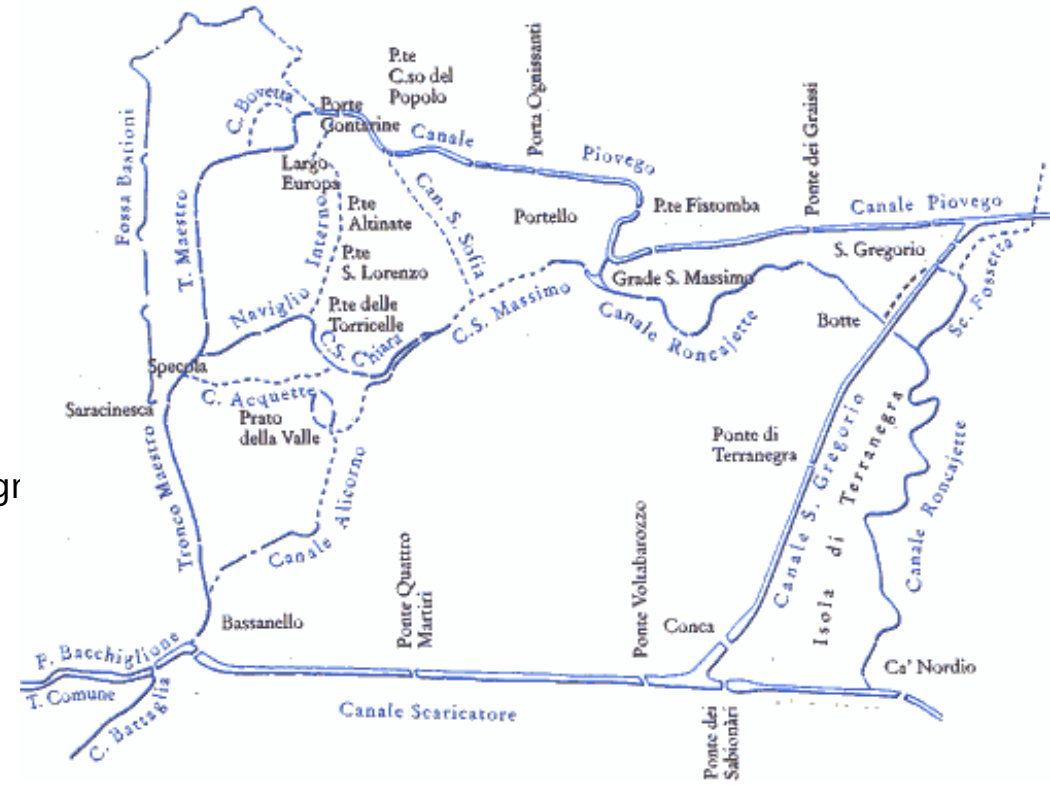 P.te
C.so del
Popolo
Porta Ognissanti
Ponte dei Graissi
C. Bovetta
Porte
Contarine
Canale
Piovego
Fossa Bastioni
Largo
Europa
T. Maestro
Interno
P.te
Altinate
Can. S. Sofia
Portello
P.te Fistomba
Canale Piovego
P.te
S. Lorenzo
S. Gregorio
Grade S. Massimo
Sc. Fossetta
Naviglio
P.te delle
Torricelle
C.S. Chiara
C.S. Massimo
Canale Roncajette
Botte
Specola
C. Acquette
Saracinesca
Prato
della Valle
Tronco Maestro
Canale Alicorno
Ponte di
Terranegra
Canale S. Gregorio
Isola di Terranegra
Canale Roncajette
gr
Ponte Quattro
Martiri
Ponte Voltabarozzo
Bassanello
Conca
Ca' Nordio
F. Bacchiglione
T. Comune
C. Battaglia
Canale Scaricatore
Ponte dei
Sabionàri